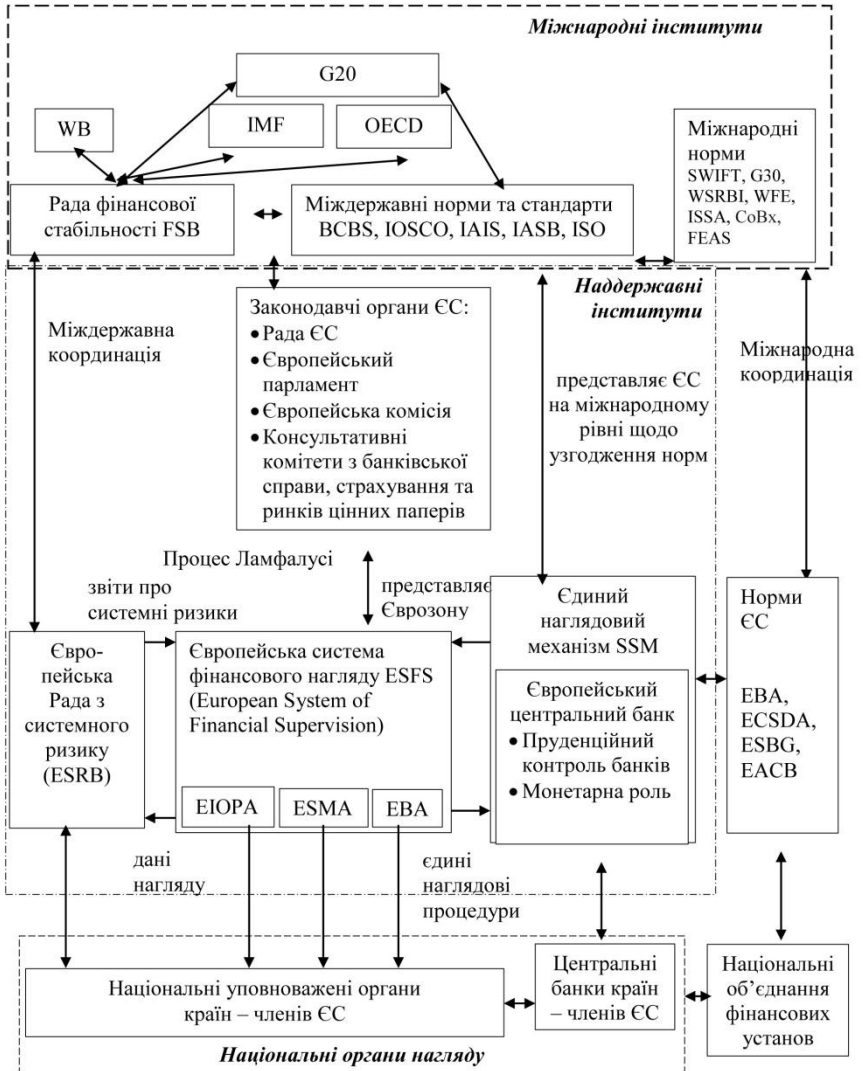 Міжнародні інститути
G20
WB
IMF
OECD
Рада фінансової
стабільності FSB
Міждержавні норми та стандарти
BCBS, IOSCO, IAIS, IASB, ISO
Міжнародні
норми
SWIFT, G30,
WSRBI, WFE,
ISSA, CoBx,
FEAS
Наддержавні
інститути
Міждержавна
координація
Законодавчі органи ЄС:
• Рада ЄС
• Європейський
парламент
• Європейська комісія
• Консультативні
комітети з банківської
справи, страхування та
ринків цінних паперів
представляє ЄС
на міжнародному
рівні щодо
узгодження норм
Міжнародна
координація
Процес Ламфалусі
звіти про
системні ризики
представляє
Єврозону
Євро-
пейська
Рада з
системного
ризику
(ESRB)
Європейська система
фінансового нагляду ESFS
(European System of
Financial Supervision)
EIOPA
ESMA
EBA
Єдиний
наглядовий
механізм SSM
Європейський
центральний банк
• Пруденційний
контроль банків
• Монетарна роль
Норми
ЄС
EBA,
ECSDA,
ESBG,
EACB
дані
нагляду
єдині
наглядові
процедури
Національні уповноважені органи
країн – членів ЄС
Центральні
банки країн
– членів ЄС
Національні
об’єднання
фінансових
установ
Національні органи нагляду